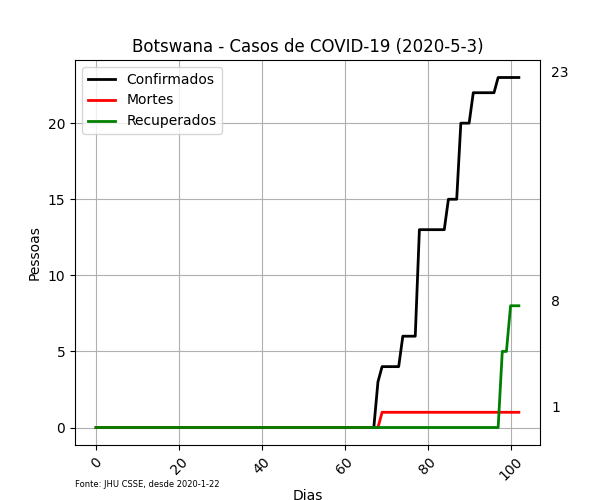 Botswana - Casos de COVID-19 (2020-5-3)
Confirmados
Mortes
Recuperados
23
8
1
Pessoas
20
15
10
5
0
0
20
40
60
80
100
Fonte: JHU CSSE, desde 2020-1-22
Dias